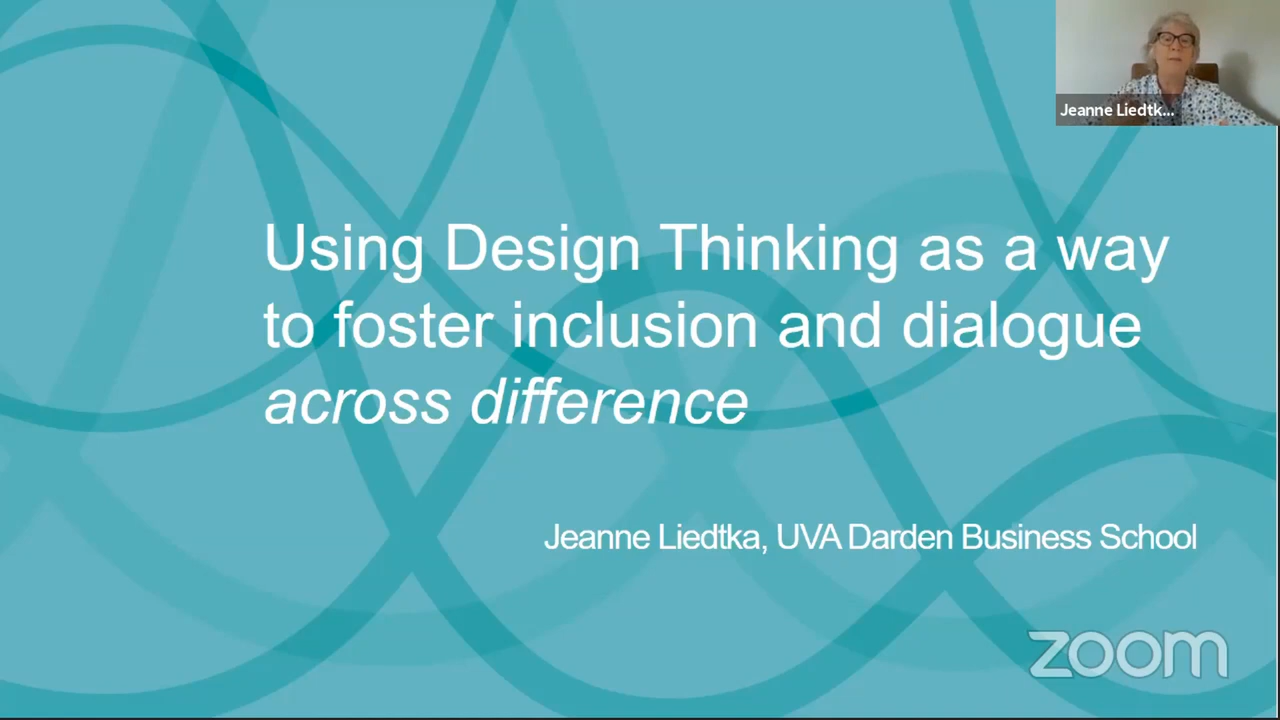 Jeanne Liedtk...
Using Design Thinking as a way
to foster inclusion and dialogue
across difference
Jeanne Liedtka, UVA Darden Business School
zoom